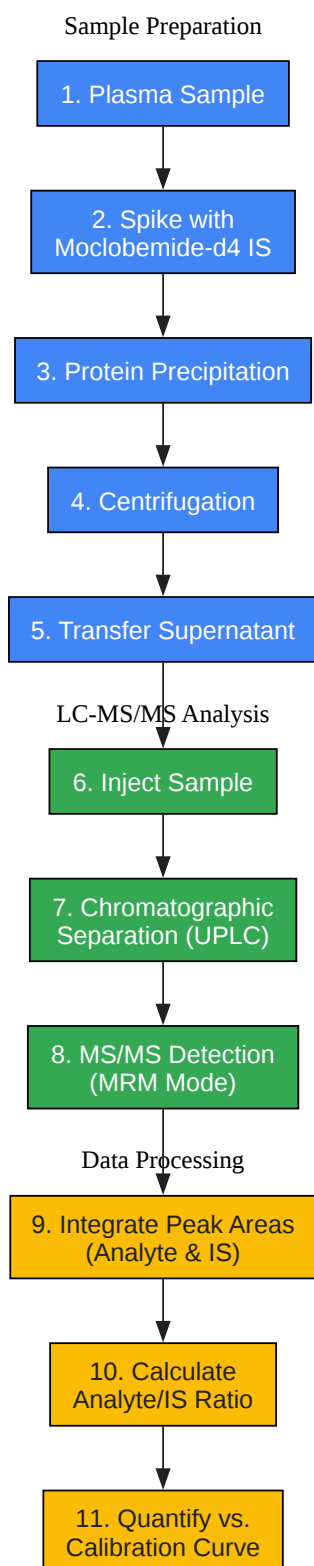 Sample Preparation
1. Plasma Sample
2. Spike with
Moclobemide-d4 IS
3. Protein Precipitation
4. Centrifugation
5. Transfer Supernatant
LC-MS/MS Analysis
6. Inject Sample
7. Chromatographic
Separation (UPLC)
8. MS/MS Detection
(MRM Mode)
Data Processing
9. Integrate Peak Areas
(Analyte & IS)
10. Calculate
Analyte/IS Ratio
11. Quantify vs.
Calibration Curve